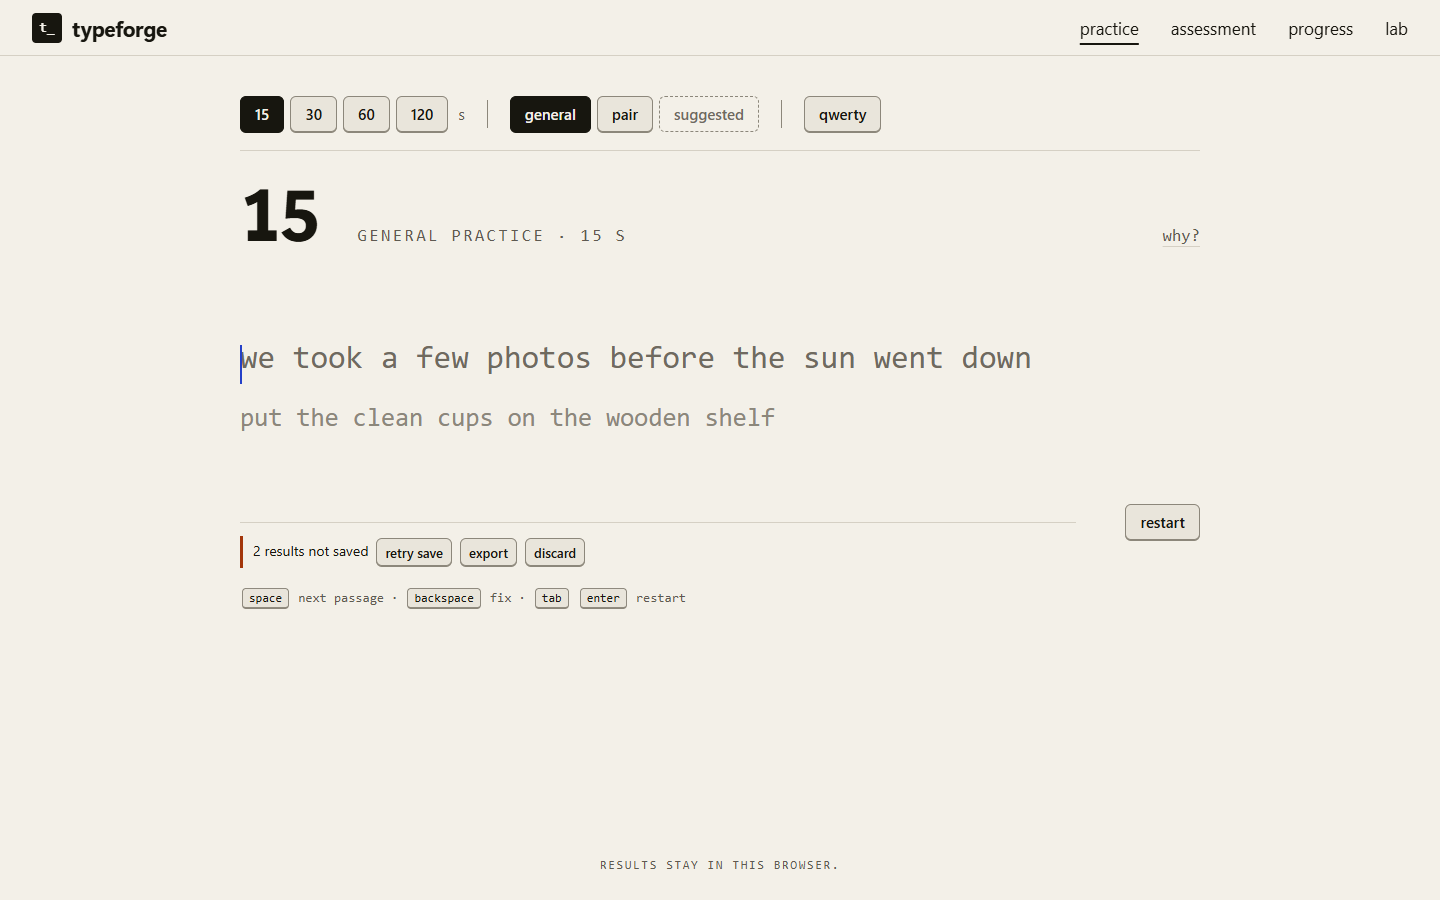 t_ typeforge practice assessment progress lab
15 30 60 120 s general pair suggested qwerty
15 GENERAL PRACTICE · 15 S why?
we took a few photos before the sun went down
put the clean cups on the wooden shelf
restart
2 results not saved retry save export discard
space next passage · backspace fix · tab enter restart
RESULTS STAY IN THIS BROWSER.